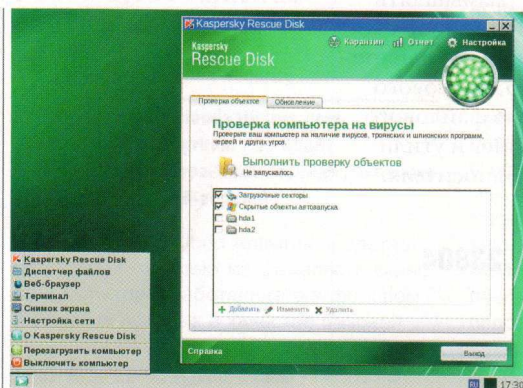 Kaspersky Rescue Disk
Kaspersky
Rescue Disk
Карантин Отчет Настройка
Проверка объектов Обновление
Проверка компьютера на вирусы
Проверьте ваш компьютер на наличие вирусов, троянских и шпионских программ,
червей и других угроз.
Выполнить проверку объектов
Не запускалось
Загрузочные секторы
Скрытые объекты автозапуска
hda1
hda2
Добавить Изменить Удалить
Справка Выход
Kaspersky Rescue Disk
Диспетчер файлов
Веб-браузер
Терминал
Снимок экрана
Настройка сети
О Kaspersky Rescue Disk
Перезагрузить компьютер
Выключить компьютер
RU 17:30